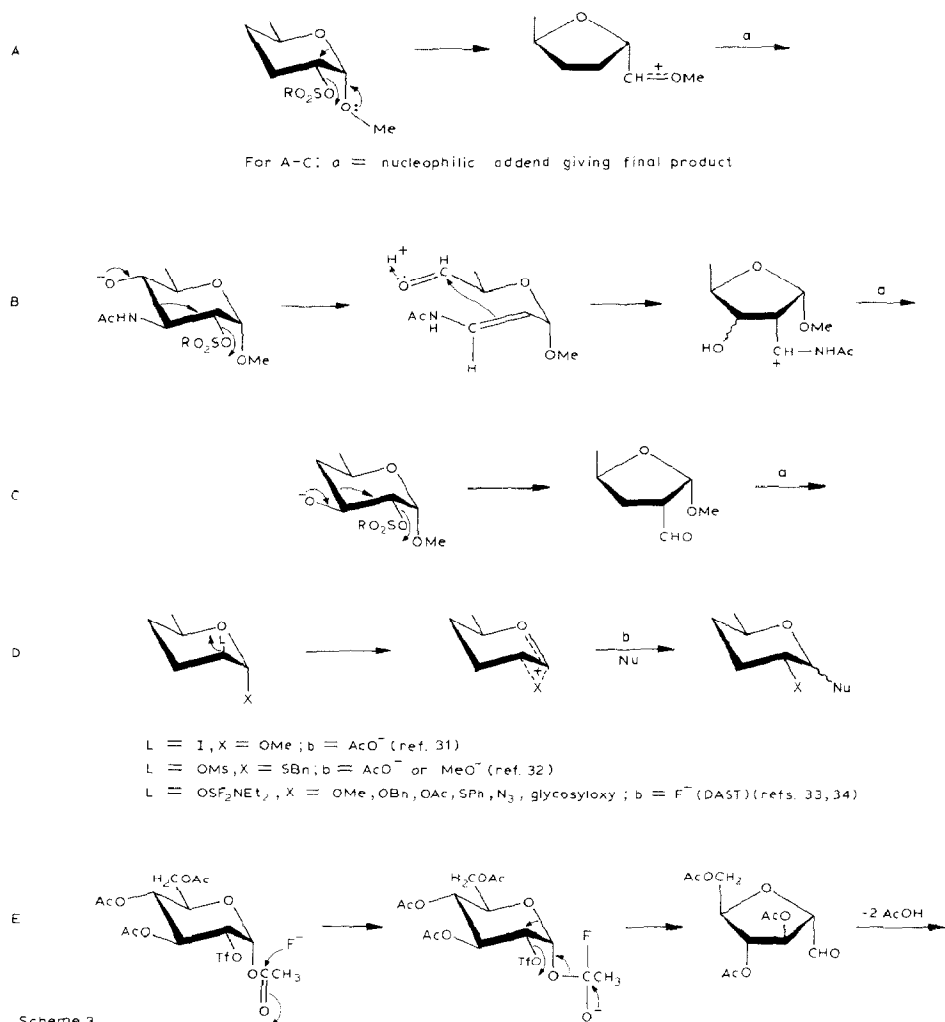 A
O
RO₂SO
O:
Me
O
CH
+
OMe
a
For A-C: a = nucleophilic addend giving final product
B
−
O
O
AcHN
RO₂SO
OMe
H⁺
O
H
C
O
AcN
H
C
H
OMe
O
HO
OMe
CH—NHAc
+
a
C
−
O
O
RO₂SO
OMe
O
OMe
CHO
a
D
O
L
X
O
+
X
b
Nu
O
X
Nu
L = I, X = OMe; b = AcO⁻ (ref. 31)
L = OMs, X = SBn; b = AcO⁻ or MeO⁻ (ref. 32)
L = OSF₂NEt₂, X = OMe, OBn, OAc, SPh, N₃, glycosyloxy; b = F⁻ (DAST) (refs. 33, 34)
E
H₂COAc
AcO
O
AcO
TfO
F⁻
OCCH₃
O
H₂COAc
AcO
O
AcO
TfO
F
O
CCH₃
O⁻
AcOCH₂
O
AcO
AcO
CHO
-2 AcOH
Scheme 3